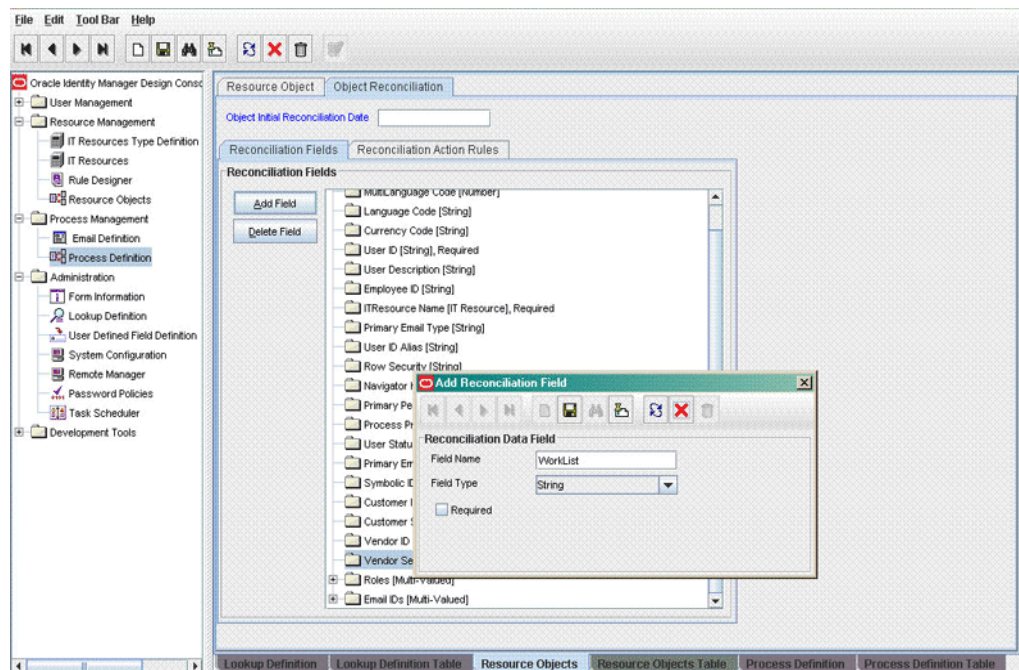 File Edit Tool Bar Help
Oracle Identity Manager Design Consc
User Management
Resource Management
IT Resources Type Definition
IT Resources
Rule Designer
Resource Objects
Process Management
Email Definition
Process Definition
Administration
Form Information
Lookup Definition
User Defined Field Definition
System Configuration
Remote Manager
Password Policies
Task Scheduler
Development Tools
Resource Object Object Reconciliation
Object Initial Reconciliation Date
Reconciliation Fields Reconciliation Action Rules
Reconciliation Fields
Add Field
Delete Field
MultiLanguage Code [Number]
Language Code [String]
Currency Code [String]
User ID [String], Required
User Description [String]
Employee ID [String]
ITResource Name [IT Resource], Required
Primary Email Type [String]
User ID Alias [String]
Row Security [String]
Navigator
Primary Pe
Process Pr
User Statu
Primary Em
Symbolic ID
Customer
Customer
Vendor ID
Vendor Se
Roles [Multi-Valued]
Email IDs [Multi-Valued]
Add Reconciliation Field
Reconciliation Data Field
Field Name WorkList
Field Type String
Required
Lookup Definition Lookup Definition Table Resource Objects Resource Objects Table Process Definition Process Definition Table